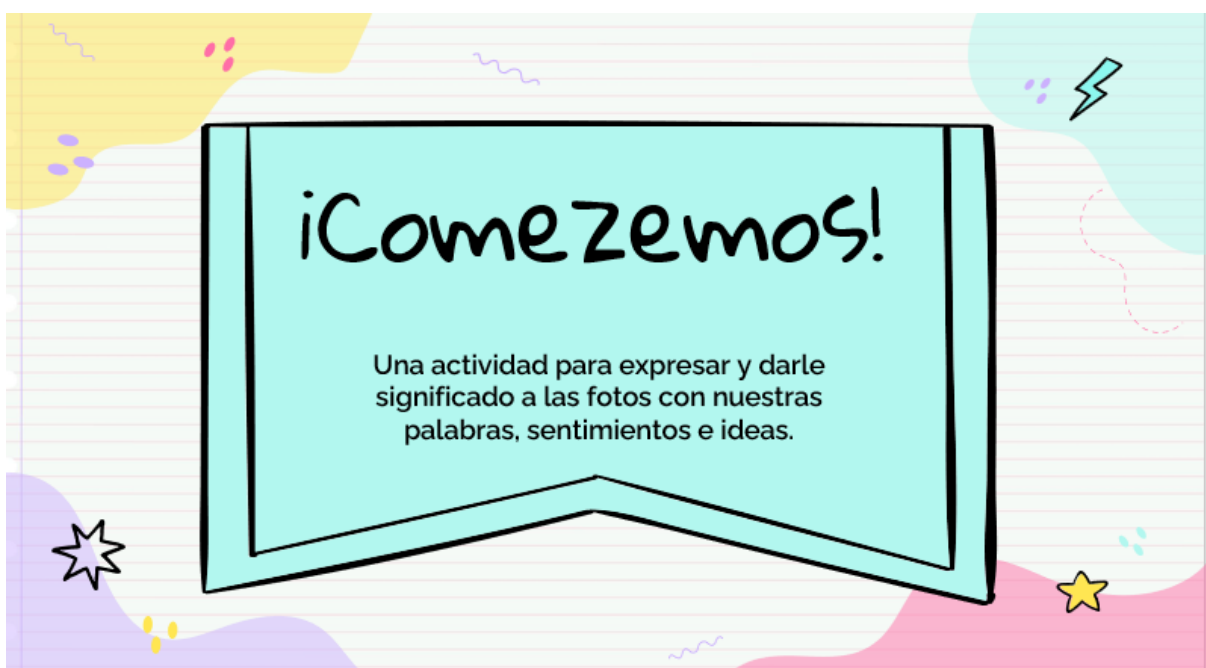 ¡Comezemos!
Una actividad para expresar y darle
significado a las fotos con nuestras
palabras, sentimientos e ideas.